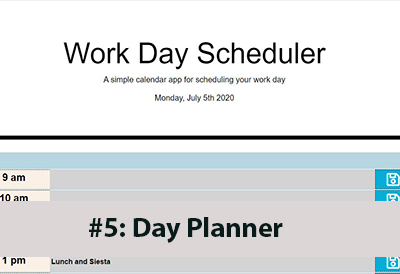 Work Day Scheduler
A simple calendar app for scheduling your work day
Monday, July 5th 2020
9 am
10 am
#5: Day Planner
1 pm Lunch and Siesta